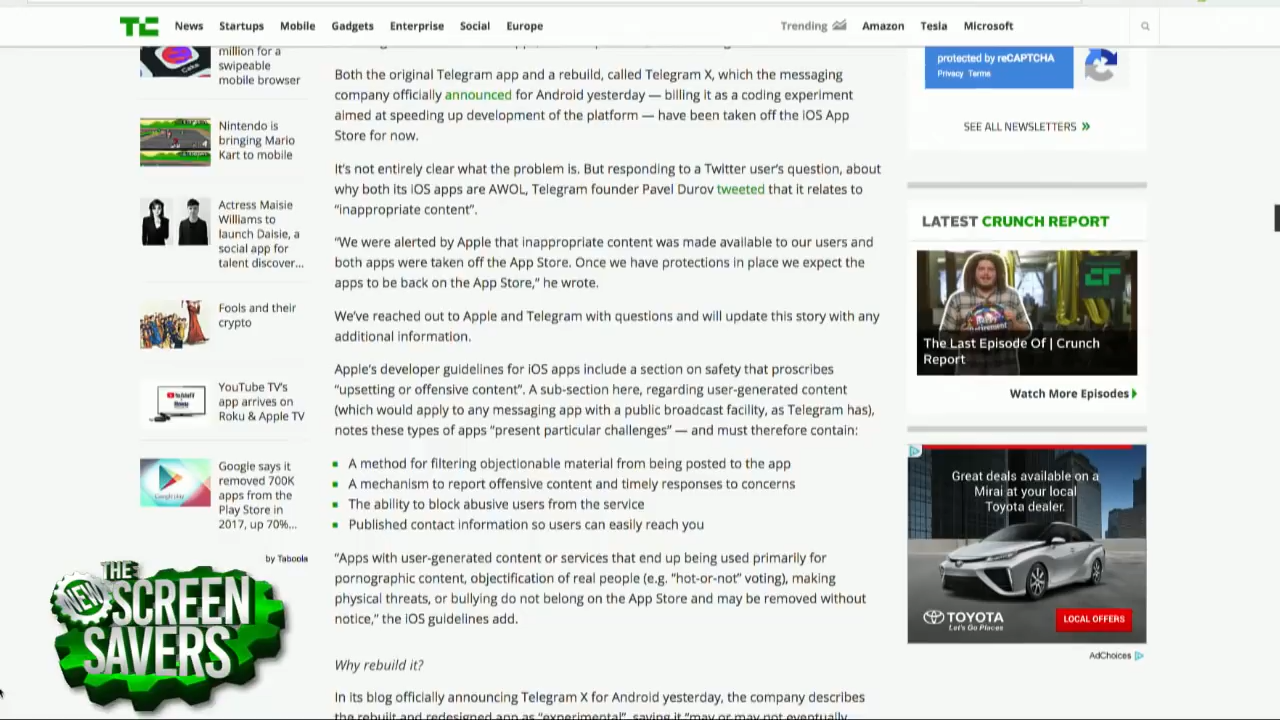 TC
News
Startups
Mobile
Gadgets
Enterprise
Social
Europe
Trending
Amazon
Tesla
Microsoft
million for a
swipeable
mobile browser
Nintendo is
bringing Mario
Kart to mobile
Actress Maisie
Williams to
launch Daisie, a
social app for
talent discover...
Fools and their
crypto
YouTube TV's
app arrives on
Roku & Apple TV
Google says it
removed 700K
apps from the
Play Store in
2017, up 70%...
by Taboola
THE
NEW
SCREEN
SAVERS
Both the original Telegram app and a rebuild, called Telegram X, which the messaging
company officially announced for Android yesterday — billing it as a coding experiment
aimed at speeding up development of the platform — have been taken off the iOS App
Store for now.
It's not entirely clear what the problem is. But responding to a Twitter user's question, about
why both its iOS apps are AWOL, Telegram founder Pavel Durov tweeted that it relates to
“inappropriate content”.
“We were alerted by Apple that inappropriate content was made available to our users and
both apps were taken off the App Store. Once we have protections in place we expect the
apps to be back on the App Store,” he wrote.
We've reached out to Apple and Telegram with questions and will update this story with any
additional information.
Apple's developer guidelines for iOS apps include a section on safety that proscribes
“upsetting or offensive content”. A sub-section here, regarding user-generated content
(which would apply to any messaging app with a public broadcast facility, as Telegram has),
notes these types of apps “present particular challenges” — and must therefore contain:
A method for filtering objectionable material from being posted to the app
A mechanism to report offensive content and timely responses to concerns
The ability to block abusive users from the service
Published contact information so users can easily reach you
“Apps with user-generated content or services that end up being used primarily for
pornographic content, objectification of real people (e.g. “hot-or-not” voting), making
physical threats, or bullying do not belong on the App Store and may be removed without
notice,” the iOS guidelines add.
Why rebuild it?
In its blog officially announcing Telegram X for Android yesterday, the company describes
the rebuilt and redesigned app as “experimental”, saying it “may or may not eventually
protected by reCAPTCHA
Privacy Terms
SEE ALL NEWSLETTERS »
LATEST CRUNCH REPORT
The Last Episode Of | Crunch
Report
Watch More Episodes
Great deals available on a
Mirai at your local
Toyota dealer.
TOYOTA
Let's Go Places
LOCAL OFFERS
AdChoices